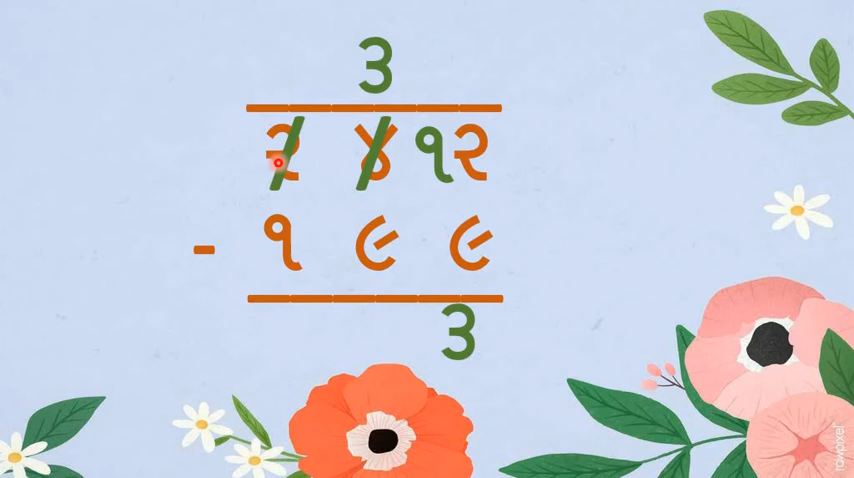 ૩
૨ ૪ ૧૨
- ૧ ૯ ૯
૩
rawpixel